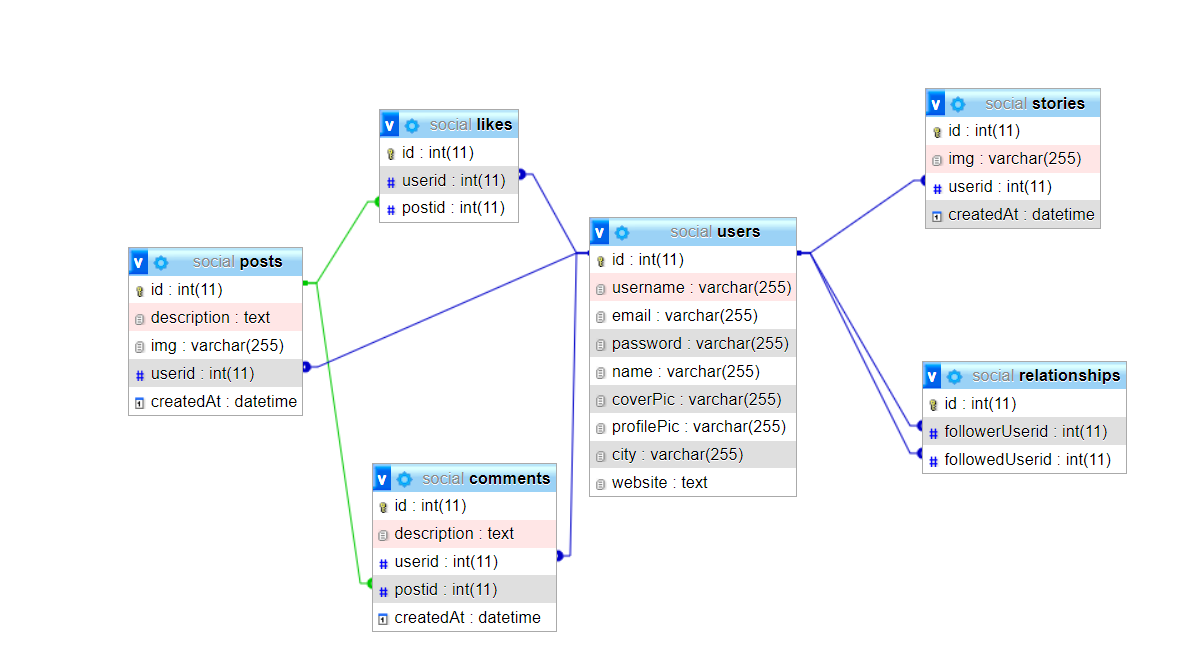 v social likes
id : int(11)
userid : int(11)
postid : int(11)
v social posts
id : int(11)
description : text
img : varchar(255)
userid : int(11)
createdAt : datetime
v social comments
id : int(11)
description : text
userid : int(11)
postid : int(11)
createdAt : datetime
v social users
id : int(11)
username : varchar(255)
email : varchar(255)
password : varchar(255)
name : varchar(255)
coverPic : varchar(255)
profilePic : varchar(255)
city : varchar(255)
website : text
v social stories
id : int(11)
img : varchar(255)
userid : int(11)
createdAt : datetime
v social relationships
id : int(11)
followerUserid : int(11)
followedUserid : int(11)